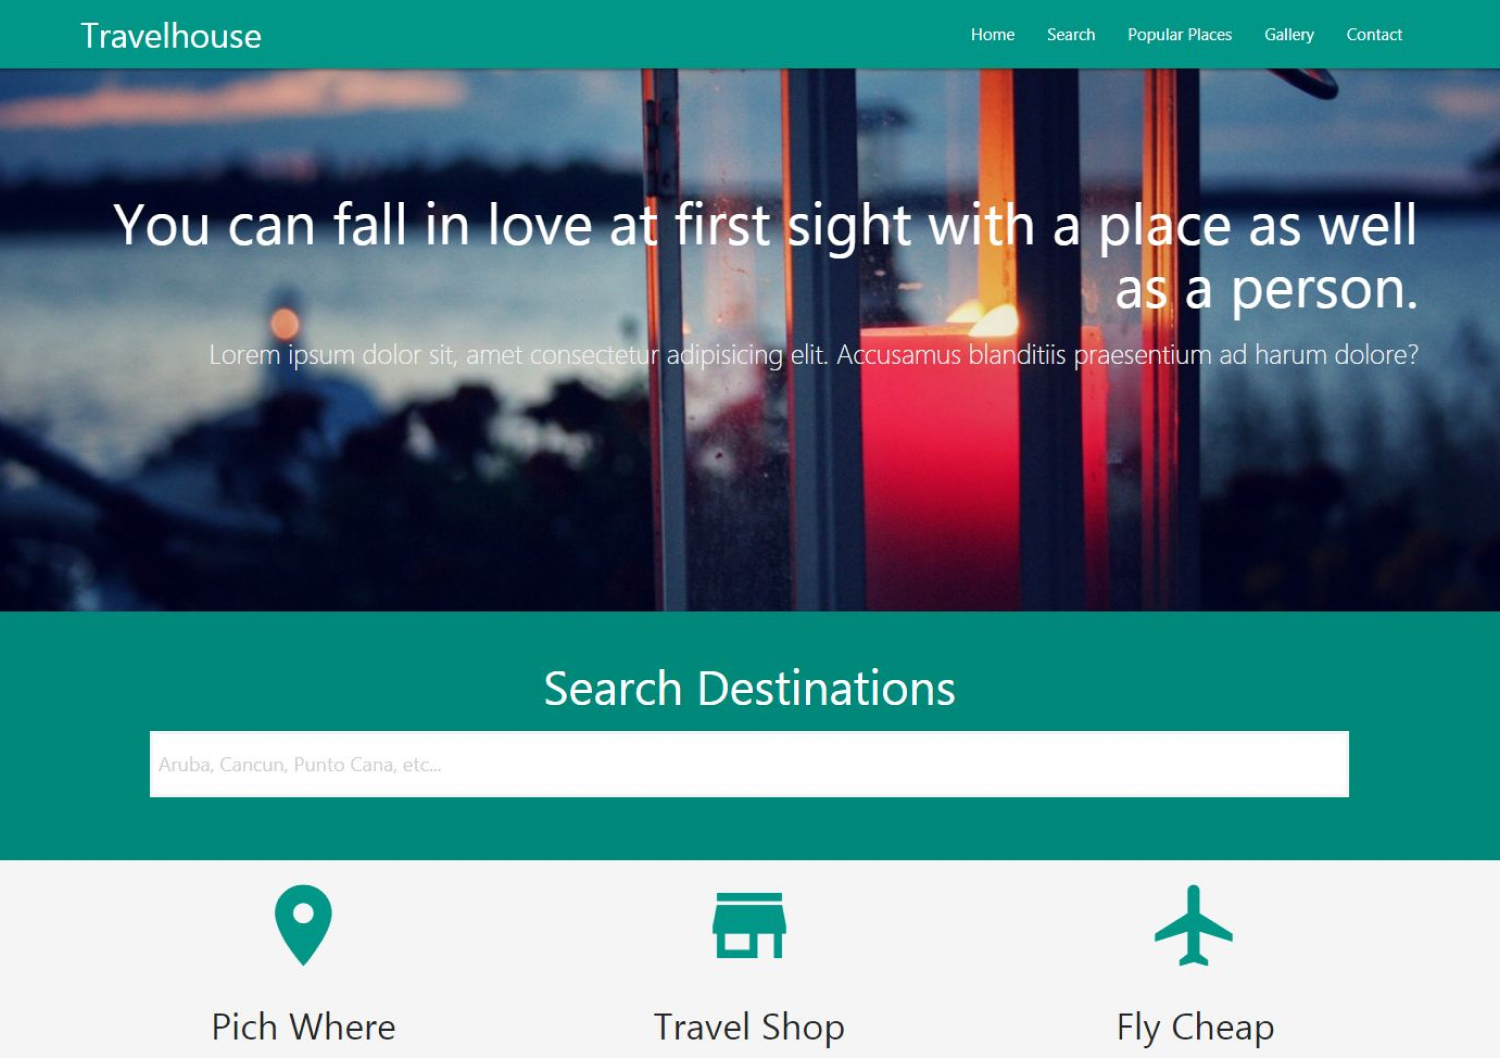 Travelhouse
Home Search Popular Places Gallery Contact
You can fall in love at first sight with a place as well
as a person.
Lorem ipsum dolor sit, amet consectetur adipisicing elit. Accusamus blanditiis praesentium ad harum dolore?
Search Destinations
Aruba, Cancun, Punto Cana, etc...
Pich Where
Travel Shop
Fly Cheap